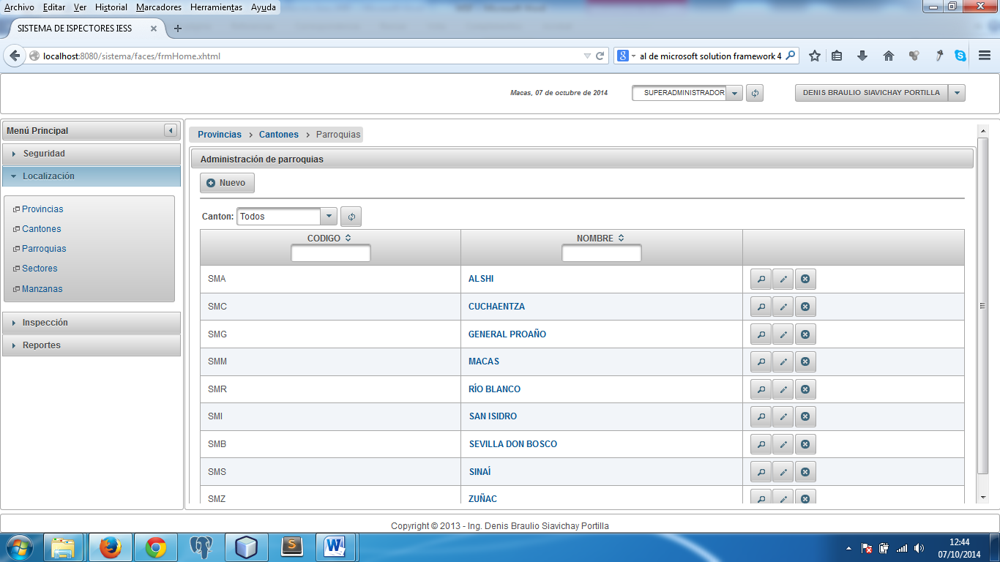 Archivo Editar Ver Historial Marcadores Herramientas Ayuda
SISTEMA DE ISPECTORES IESS
localhost:8080/sistema/faces/frmHome.xhtml
al de microsoft solution framework 4
Macas, 07 de octubre de 2014
SUPERADMINISTRADOR
DENIS BRAULIO SIAVICHAY PORTILLA
Menú Principal
Seguridad
Localización
Provincias
Cantones
Parroquias
Sectores
Manzanas
Inspección
Reportes
Provincias > Cantones > Parroquias
Administración de parroquias
Nuevo
Canton: Todos
CODIGO NOMBRE
SMA ALSHI
SMC CUCHAENTZA
SMG GENERAL PROAÑO
SMM MACAS
SMR RÍO BLANCO
SMI SAN ISIDRO
SMB SEVILLA DON BOSCO
SMS SINAÍ
SMZ ZUÑAC
Copyright © 2013 - Ing. Denis Braulio Siavichay Portilla
12:44
07/10/2014